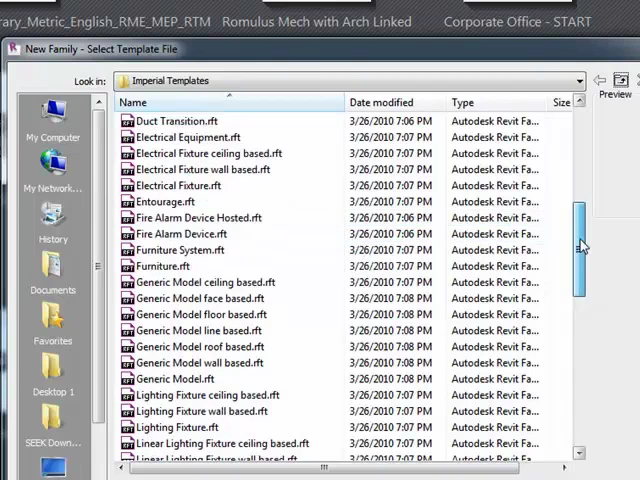 rary_Metric_English_RME_MEP_RTM Romulus Mech with Arch Linked Corporate Office - START
New Family - Select Template File
Look in: Imperial Templates
Preview
Name Date modified Type Size
Duct Transition.rft 3/26/2010 7:06 PM Autodesk Revit Fa...
Electrical Equipment.rft 3/26/2010 7:07 PM Autodesk Revit Fa...
Electrical Fixture ceiling based.rft 3/26/2010 7:07 PM Autodesk Revit Fa...
Electrical Fixture wall based.rft 3/26/2010 7:07 PM Autodesk Revit Fa...
Electrical Fixture.rft 3/26/2010 7:07 PM Autodesk Revit Fa...
Entourage.rft 3/26/2010 7:07 PM Autodesk Revit Fa...
Fire Alarm Device Hosted.rft 3/26/2010 7:06 PM Autodesk Revit Fa...
Fire Alarm Device.rft 3/26/2010 7:06 PM Autodesk Revit Fa...
Furniture System.rft 3/26/2010 7:07 PM Autodesk Revit Fa...
Furniture.rft 3/26/2010 7:07 PM Autodesk Revit Fa...
Generic Model ceiling based.rft 3/26/2010 7:07 PM Autodesk Revit Fa...
Generic Model face based.rft 3/26/2010 7:08 PM Autodesk Revit Fa...
Generic Model floor based.rft 3/26/2010 7:08 PM Autodesk Revit Fa...
Generic Model line based.rft 3/26/2010 7:08 PM Autodesk Revit Fa...
Generic Model roof based.rft 3/26/2010 7:08 PM Autodesk Revit Fa...
Generic Model wall based.rft 3/26/2010 7:08 PM Autodesk Revit Fa...
Generic Model.rft 3/26/2010 7:08 PM Autodesk Revit Fa...
Lighting Fixture ceiling based.rft 3/26/2010 7:07 PM Autodesk Revit Fa...
Lighting Fixture wall based.rft 3/26/2010 7:07 PM Autodesk Revit Fa...
Lighting Fixture.rft 3/26/2010 7:07 PM Autodesk Revit Fa...
Linear Lighting Fixture ceiling based.rft 3/26/2010 7:07 PM Autodesk Revit Fa...
Linear Lighting Fixture wall based.rft 3/26/2010 7:07 PM Autodesk Revit Fa...
My Computer
My Network...
History
Documents
Favorites
Desktop 1
SEEK Down...